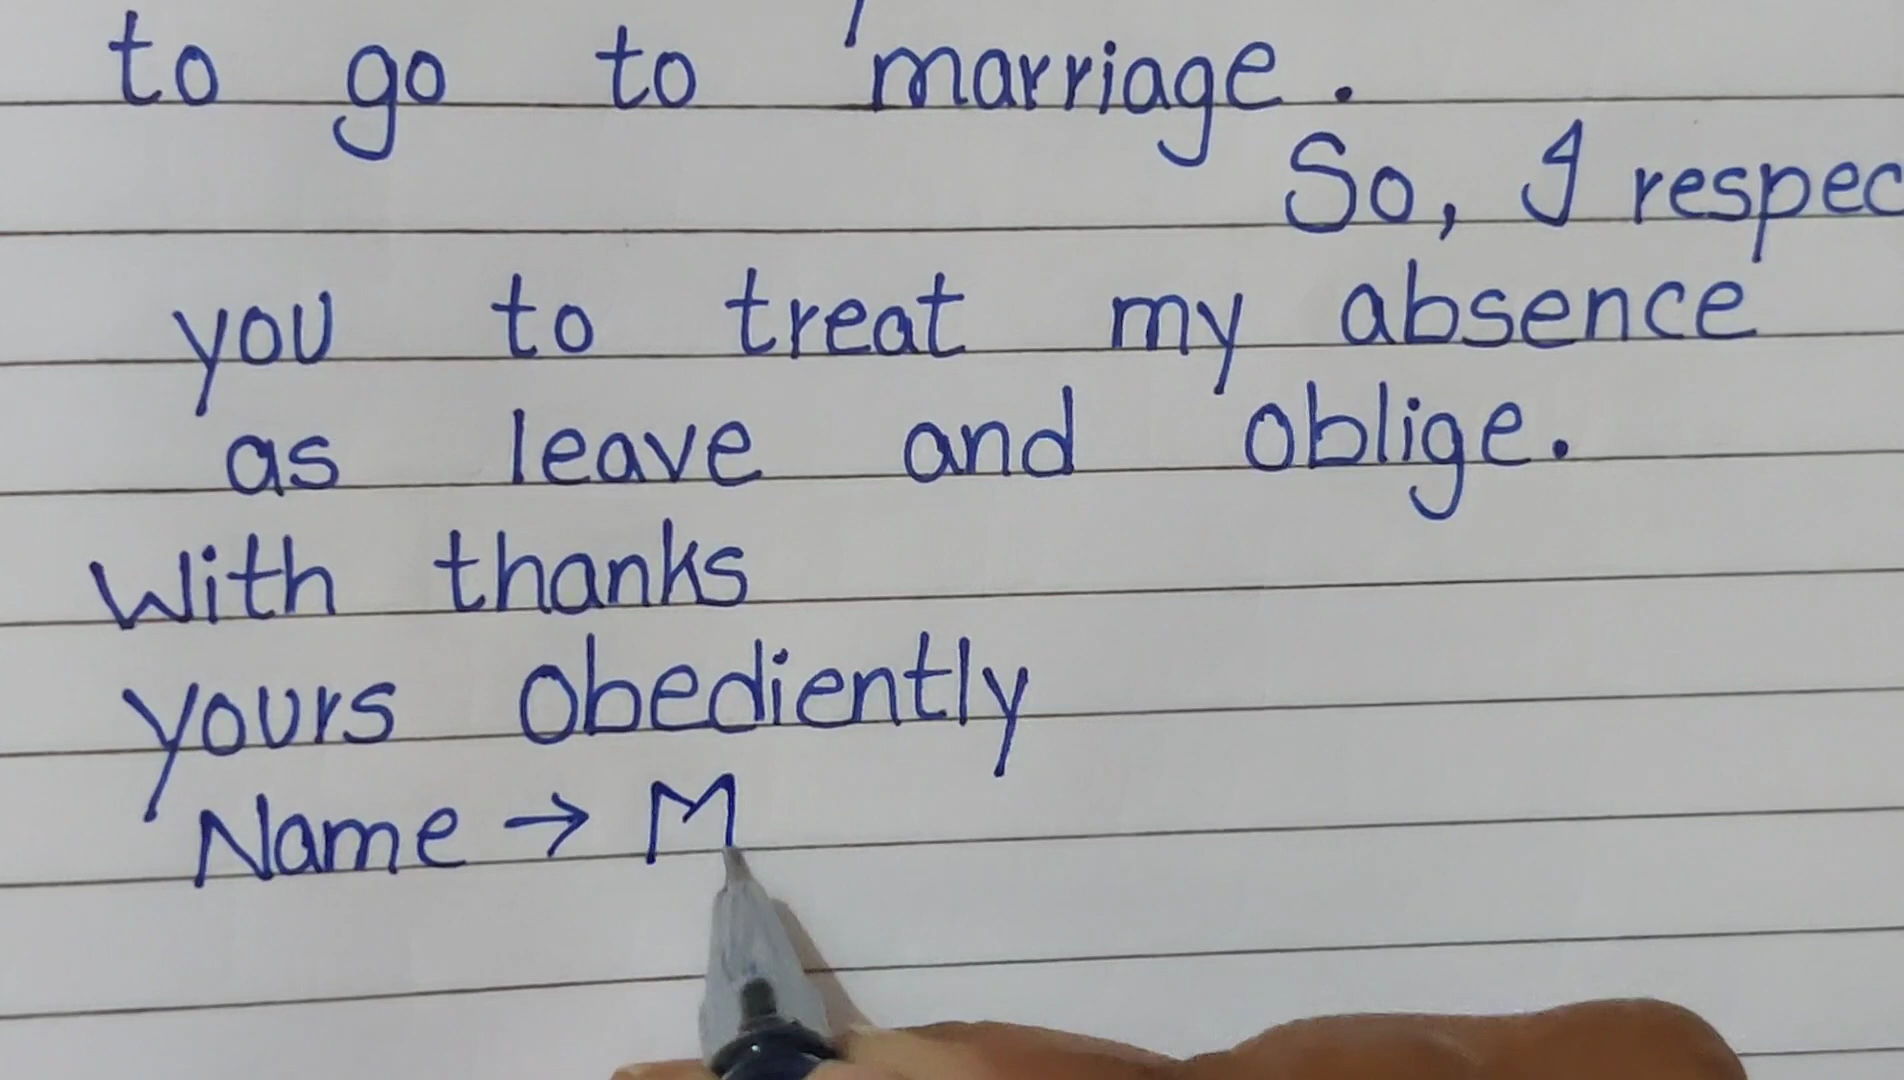 to go to marriage.
So, I respec
you to treat my absence
as leave and oblige.
With thanks
yours obediently
Name → M